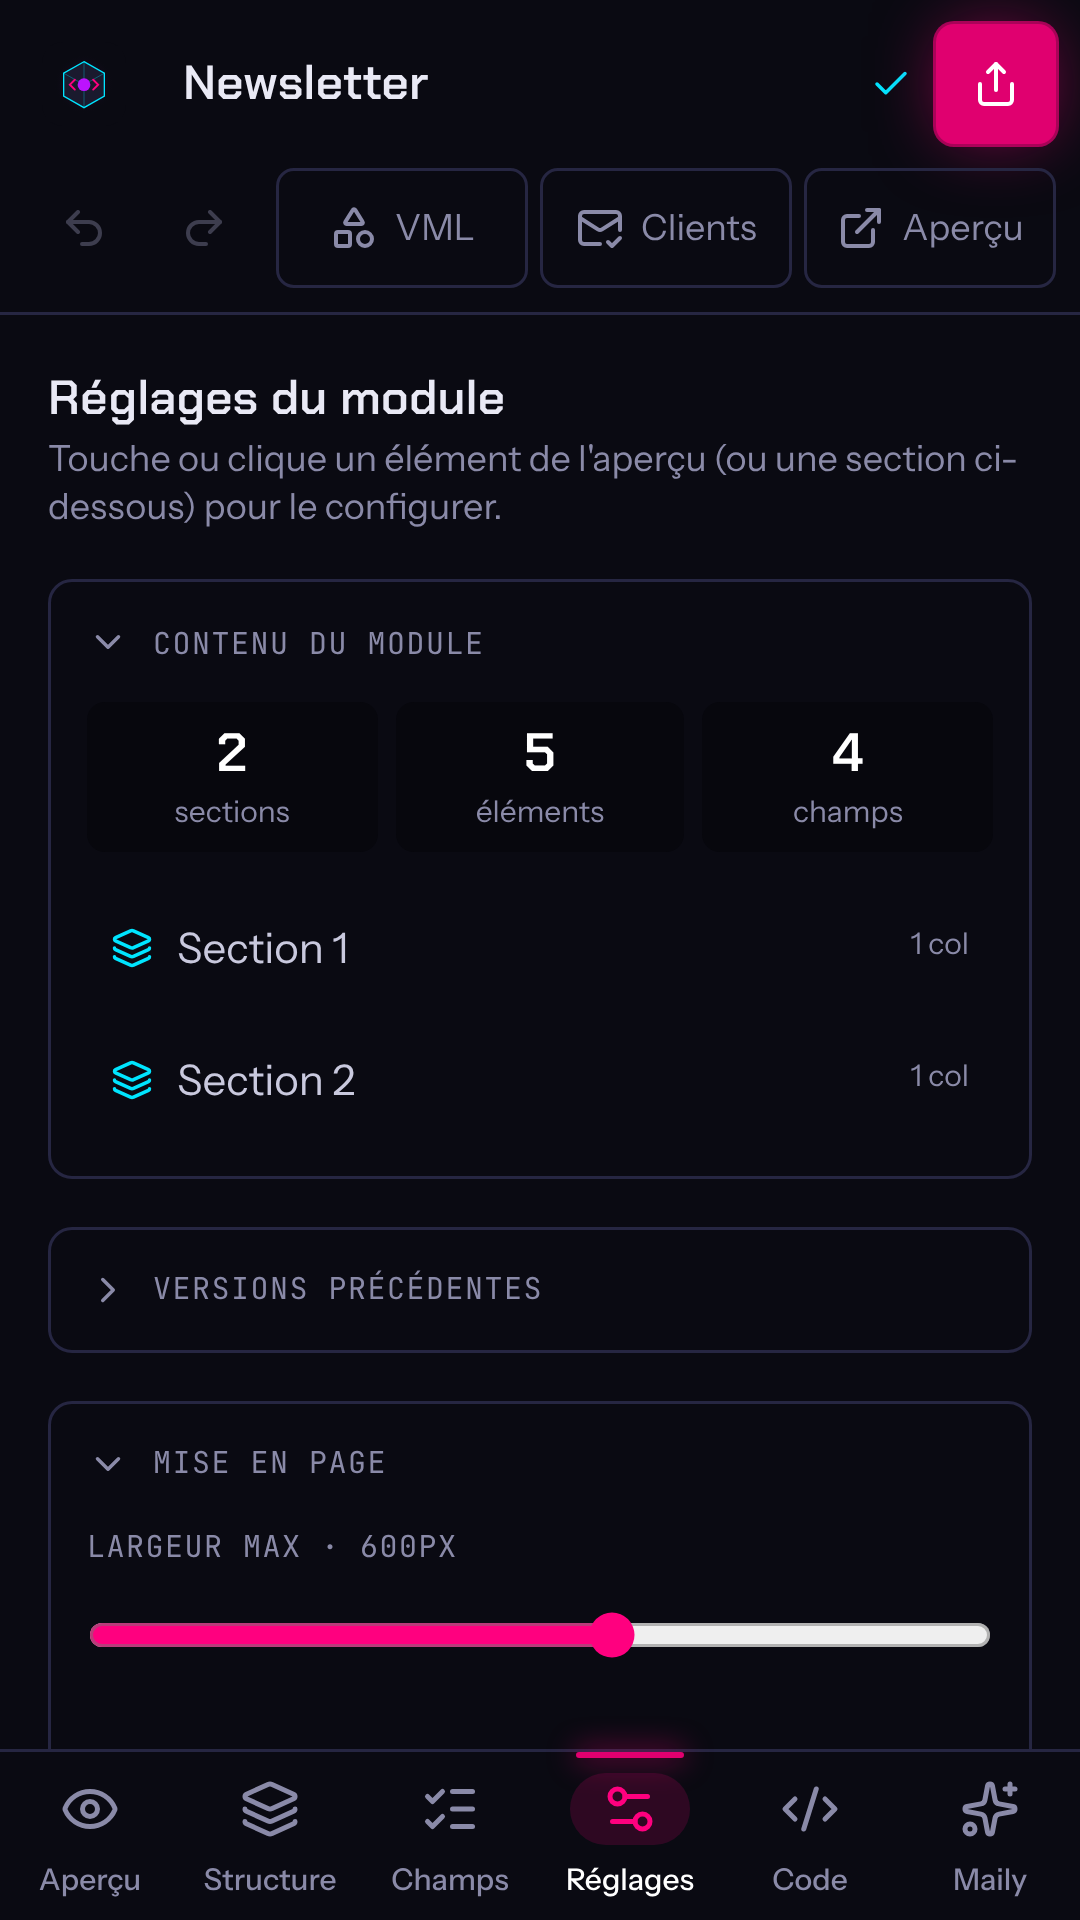 Newsletter
VML
Clients
Aperçu
Réglages du module
Touche ou clique un élément de l'aperçu (ou une section ci-
dessous) pour le configurer.
CONTENU DU MODULE
2
sections
5
éléments
4
champs
Section 1
1 col
Section 2
1 col
VERSIONS PRÉCÉDENTES
MISE EN PAGE
LARGEUR MAX · 600PX
Aperçu
Structure
Champs
Réglages
Code
Maily